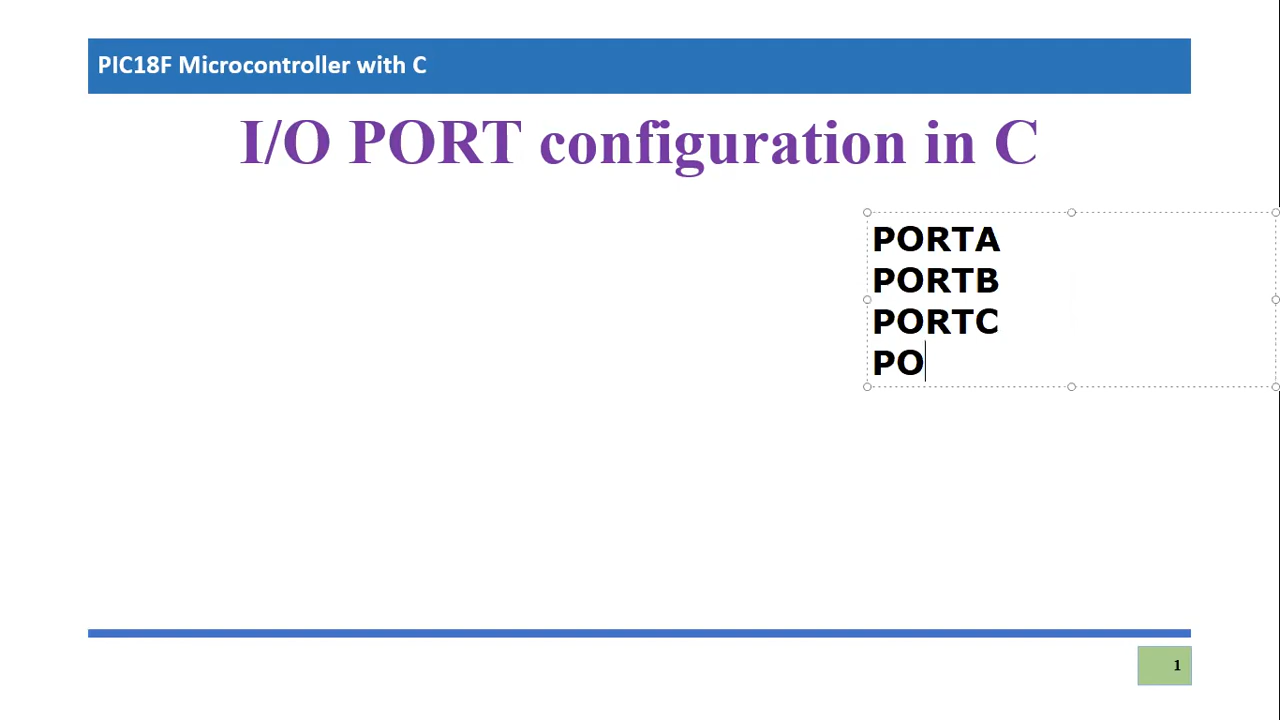 PIC18F Microcontroller with C
I/O PORT configuration in C
PORTA
PORTB
PORTC
PO
1